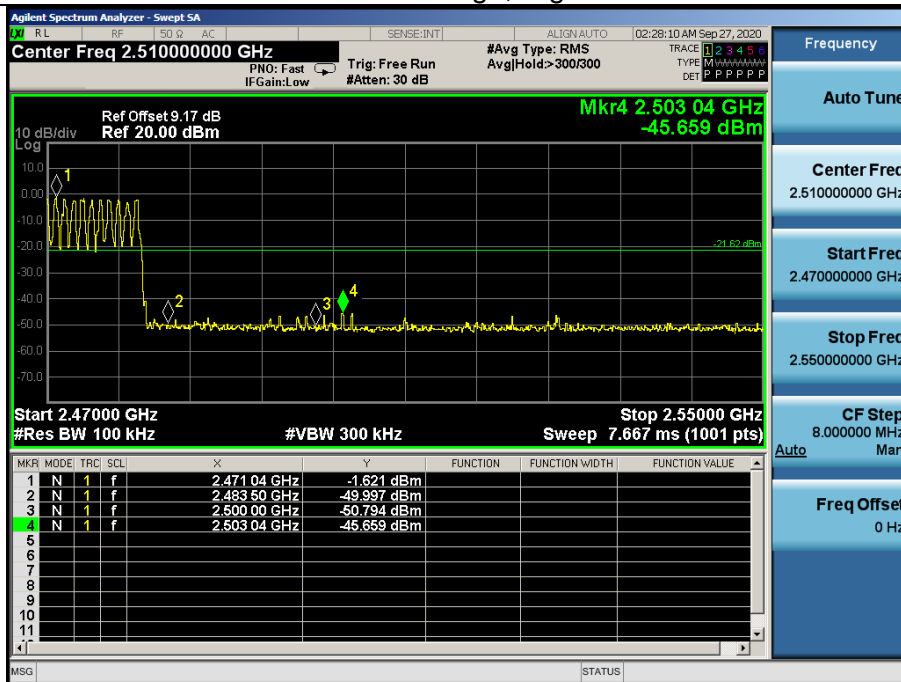 Agilent Spectrum Analyzer - Swept SA
LXI RL RF 50 Ω AC SENSE:INT ALIGN AUTO 02:28:10 AM Sep 27, 2020
Center Freq 2.510000000 GHz #Avg Type: RMS TRACE 1 2 3 4 5 6
PNO: Fast Trig: Free Run Avg|Hold:>300/300 TYPE M WWWWW
IFGain:Low #Atten: 30 dB DET P P P P P P
Mkr4 2.503 04 GHz
-45.659 dBm
Ref Offset 9.17 dB
10 dB/div Ref 20.00 dBm
Log
10.0
1
0.00
-10.0
-20.0
-21.62 dBm
-30.0
-40.0
2 3 4
-50.0
-60.0
-70.0
Start 2.47000 GHz Stop 2.55000 GHz
#Res BW 100 kHz #VBW 300 kHz Sweep 7.667 ms (1001 pts)
MKR MODE TRC SCL X Y FUNCTION FUNCTION WIDTH FUNCTION VALUE
1 N 1 f 2.471 04 GHz -1.621 dBm
2 N 1 f 2.483 50 GHz -49.997 dBm
3 N 1 f 2.500 00 GHz -50.794 dBm
4 N 1 f 2.503 04 GHz -45.659 dBm
5
6
7
8
9
10
11
MSG STATUS
Frequency
Auto Tune
Center Freq
2.510000000 GHz
Start Freq
2.470000000 GHz
Stop Freq
2.550000000 GHz
CF Step
8.000000 MHz
Auto Man
Freq Offset
0 Hz